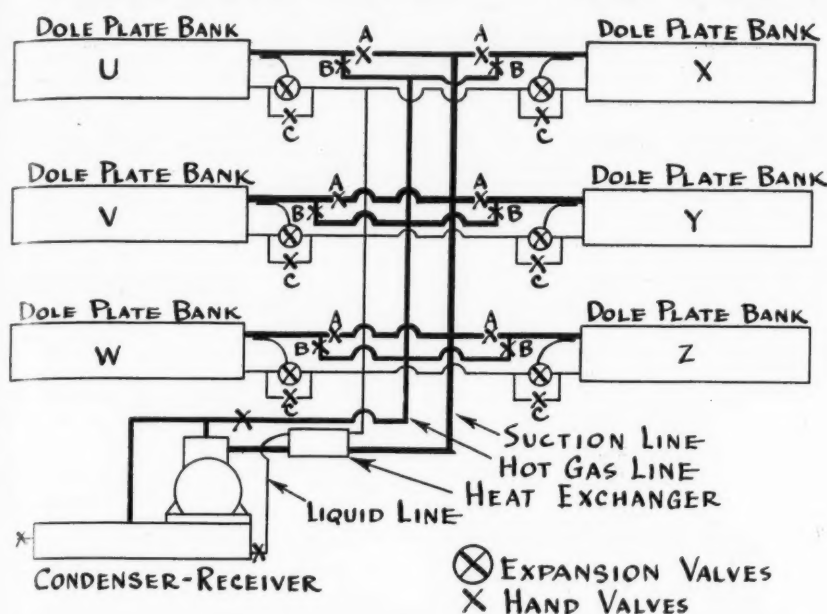 DOLE PLATE BANK
U
A
A
B
B
C
C
DOLE PLATE BANK
X
DOLE PLATE BANK
V
A
A
B
B
C
C
DOLE PLATE BANK
Y
DOLE PLATE BANK
W
A
A
B
B
C
C
DOLE PLATE BANK
Z
SUCTION LINE
HOT GAS LINE
HEAT EXCHANGER
LIQUID LINE
CONDENSER-RECEIVER
EXPANSION VALVES
HAND VALVES